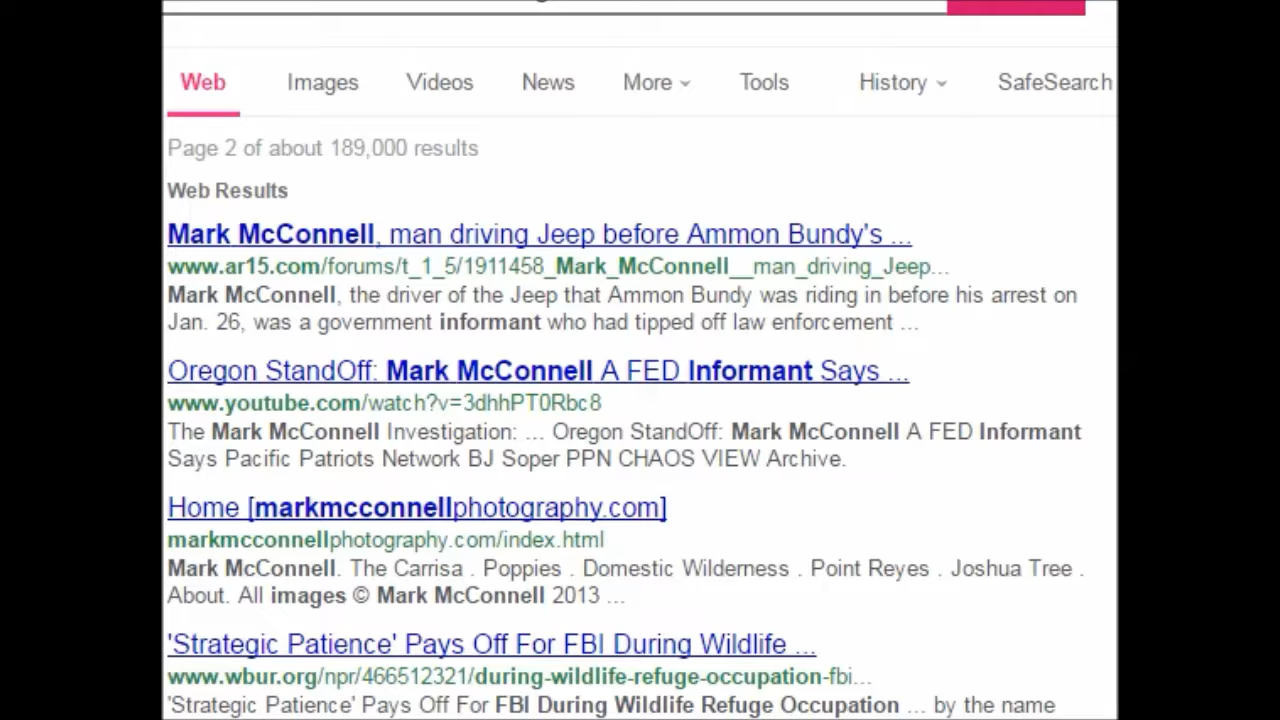 Web Images Videos News More Tools History SafeSearch
Page 2 of about 189,000 results
Web Results
Mark McConnell, man driving Jeep before Ammon Bundy's ...
www.ar15.com/forums/t_1_5/1911458_Mark_McConnell__man_driving_Jeep...
Mark McConnell, the driver of the Jeep that Ammon Bundy was riding in before his arrest on
Jan. 26, was a government informant who had tipped off law enforcement ...
Oregon StandOff: Mark McConnell A FED Informant Says ...
www.youtube.com/watch?v=3dhhPT0Rbc8
The Mark McConnell Investigation: ... Oregon StandOff: Mark McConnell A FED Informant
Says Pacific Patriots Network BJ Soper PPN CHAOS VIEW Archive.
Home [markmcconnellphotography.com]
markmcconnellphotography.com/index.html
Mark McConnell. The Carrisa . Poppies . Domestic Wilderness . Point Reyes . Joshua Tree .
About. All images © Mark McConnell 2013 ...
'Strategic Patience' Pays Off For FBI During Wildlife ...
www.wbur.org/npr/466512321/during-wildlife-refuge-occupation-fbi...
'Strategic Patience' Pays Off For FBI During Wildlife Refuge Occupation ... by the name